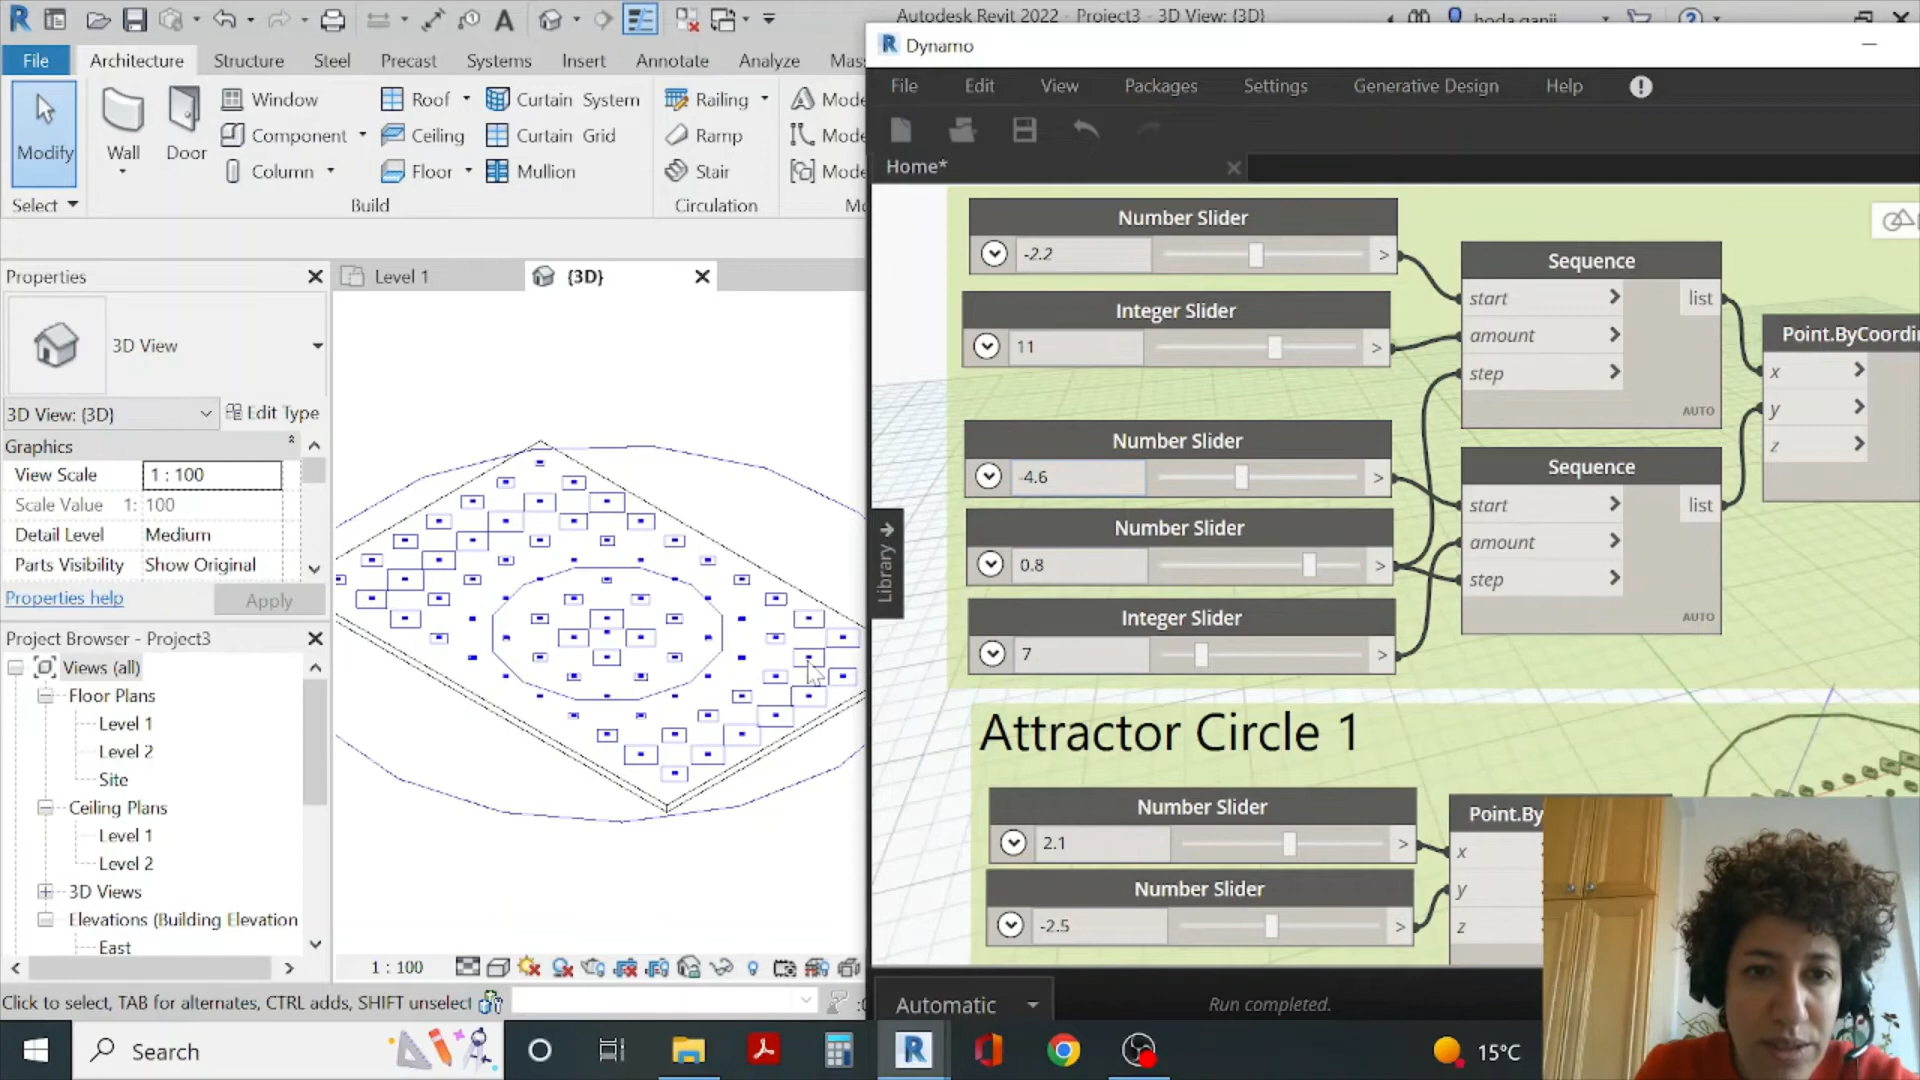 Autodesk Revit 2022 - Project3 - 3D View: {3D}
hoda ganji
File
Architecture
Structure
Steel
Precast
Systems
Insert
Annotate
Analyze
Mass
Modify
Wall
Door
Window
Component
Column
Roof
Ceiling
Floor
Curtain System
Curtain Grid
Mullion
Railing
Ramp
Stair
Mode
Mode
Mode
Select
Build
Circulation
Mo
Properties
3D View
3D View: {3D}
Edit Type
Graphics
View Scale 1 : 100
Scale Value 1: 100
Detail Level Medium
Parts Visibility Show Original
Properties help
Apply
Project Browser - Project3
Views (all)
Floor Plans
Level 1
Level 2
Site
Ceiling Plans
Level 1
Level 2
3D Views
Elevations (Building Elevation
East
Level 1
{3D}
1 : 100
Click to select, TAB for alternates, CTRL adds, SHIFT unselect
:0
Dynamo
File
Edit
View
Packages
Settings
Generative Design
Help
Home*
Library
Number Slider
-2.2
>
Integer Slider
11
>
Number Slider
-4.6
>
Number Slider
0.8
>
Integer Slider
7
>
Sequence
start > list
amount >
step >
AUTO
Sequence
start > list
amount >
step >
AUTO
Point.ByCoordi
x >
y >
z >
Attractor Circle 1
Number Slider
2.1
>
Number Slider
-2.5
>
Point.By
x
y
z
Automatic
Run completed.
Search
15°C